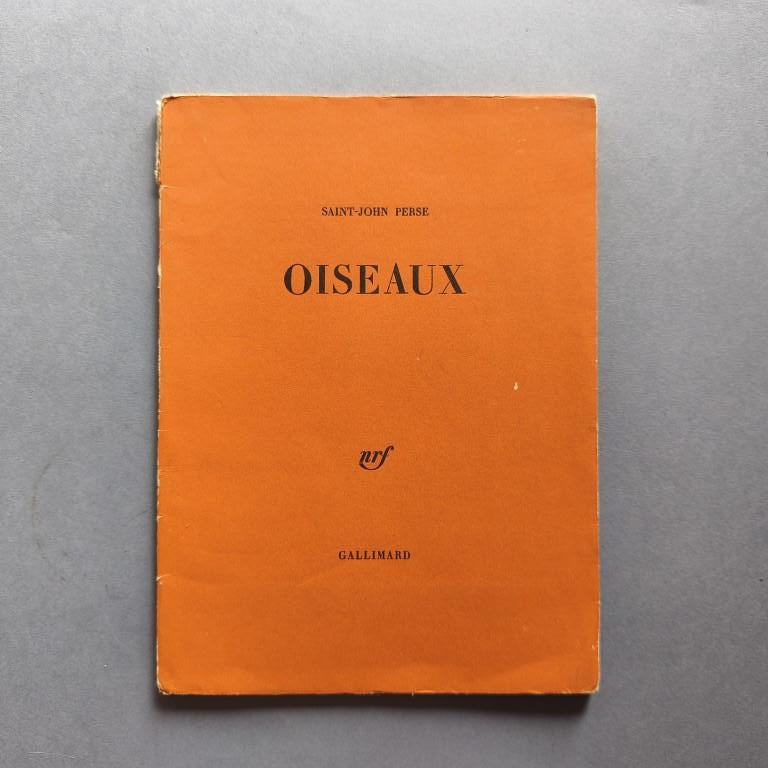 SAINT-JOHN PERSE
OISEAUX
nrf
GALLIMARD